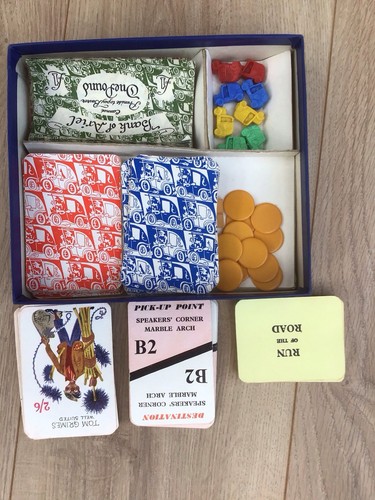 Bank of Ariel
One Pound
PICK-UP POINT
SPEAKERS' CORNER
MARBLE ARCH
B2
B2
SPEAKERS' CORNER
MARBLE ARCH
DESTINATION
RUN
OF THE
ROAD
TOM GRIMES
WELL SUITED
2/6